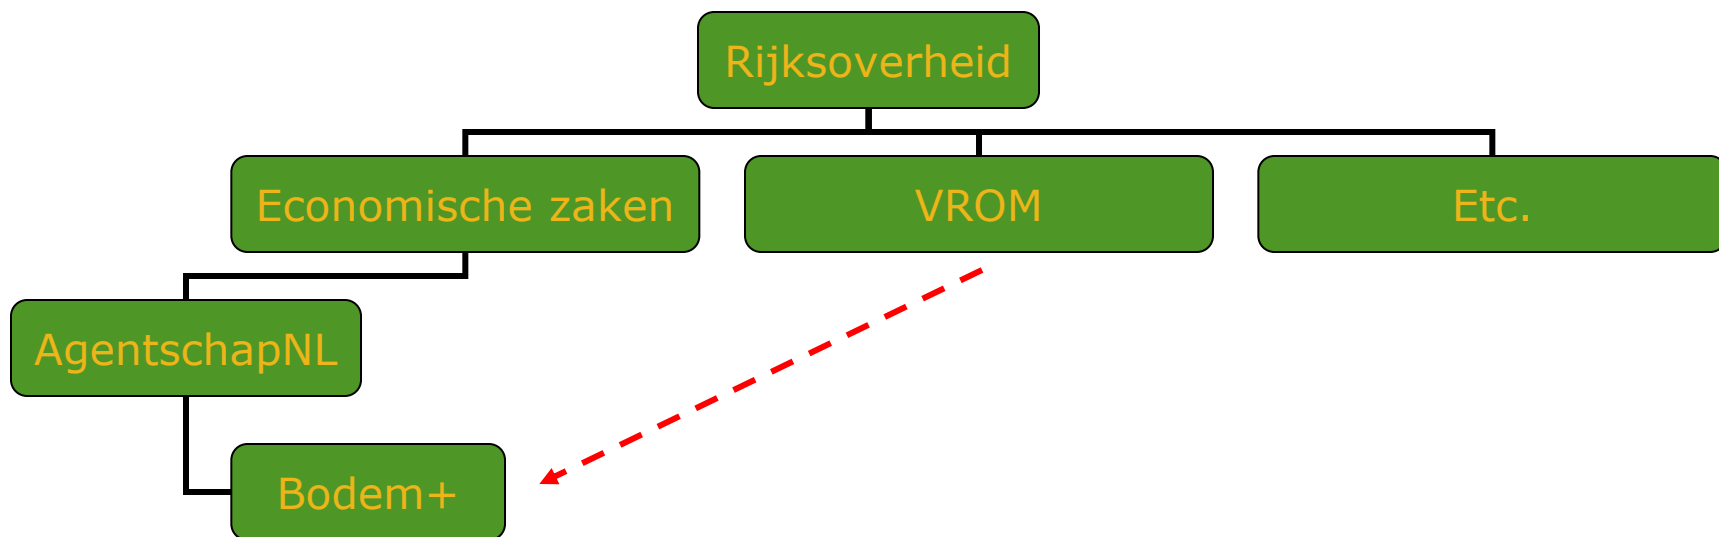 Rijksoverheid
Economische zaken
VROM
Etc.
AgentschapNL
Bodem+